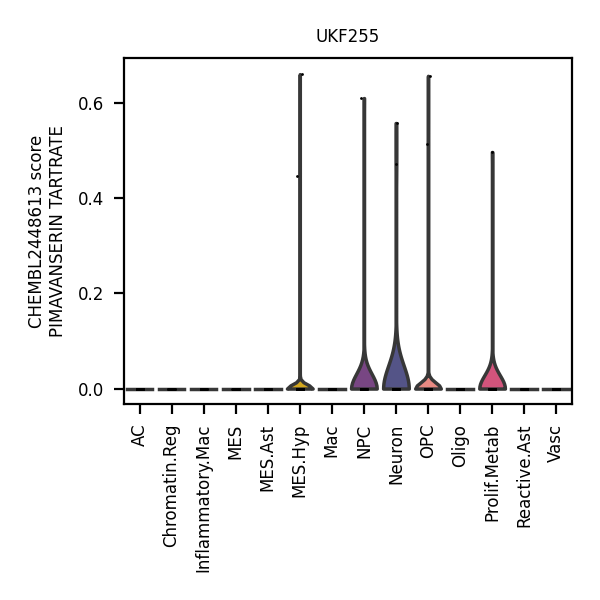 UKF255
CHEMBL2448613 score
PIMAVANSERIN TARTRATE
0.6
0.4
0.2
0.0
AC
Chromatin.Reg
Inflammatory.Mac
MES
MES.Ast
MES.Hyp
Mac
NPC
Neuron
OPC
Oligo
Prolif.Metab
Reactive.Ast
Vasc